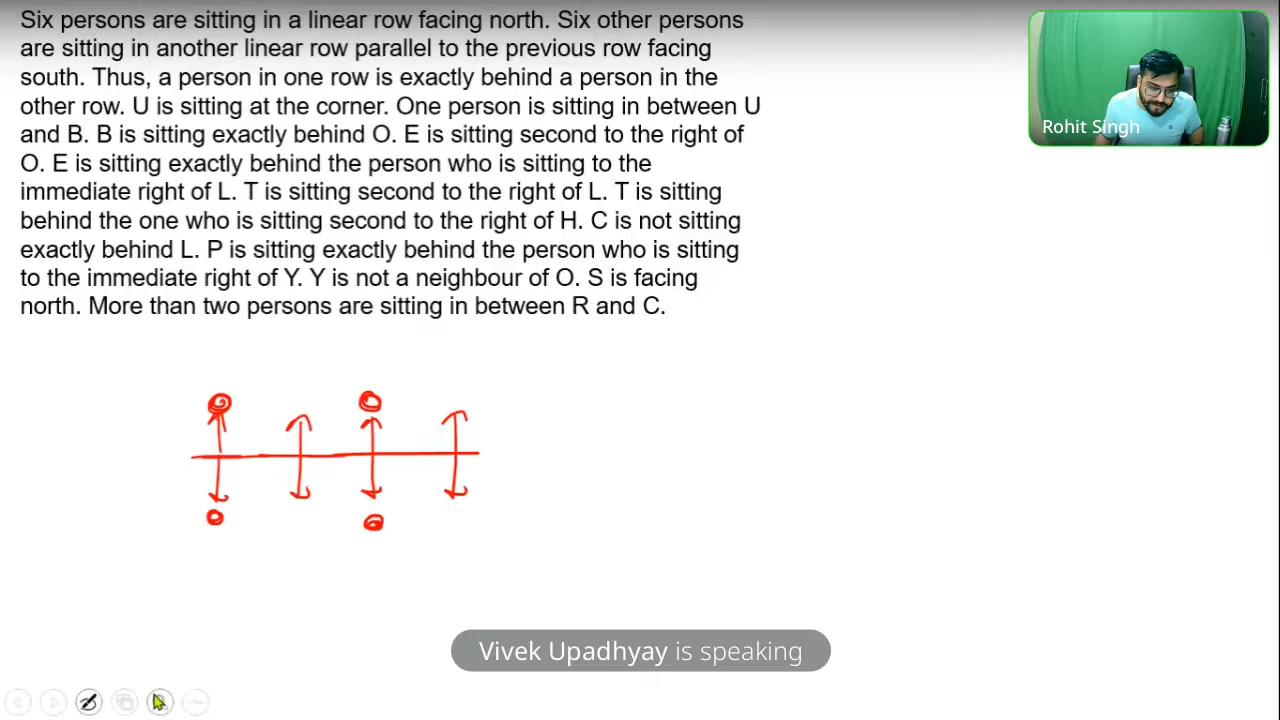 Six persons are sitting in a linear row facing north. Six other persons
are sitting in another linear row parallel to the previous row facing
south. Thus, a person in one row is exactly behind a person in the
other row. U is sitting at the corner. One person is sitting in between U
and B. B is sitting exactly behind O. E is sitting second to the right of
O. E is sitting exactly behind the person who is sitting to the
immediate right of L. T is sitting second to the right of L. T is sitting
behind the one who is sitting second to the right of H. C is not sitting
exactly behind L. P is sitting exactly behind the person who is sitting
to the immediate right of Y. Y is not a neighbour of O. S is facing
north. More than two persons are sitting in between R and C.
Rohit Singh
Vivek Upadhyay is speaking